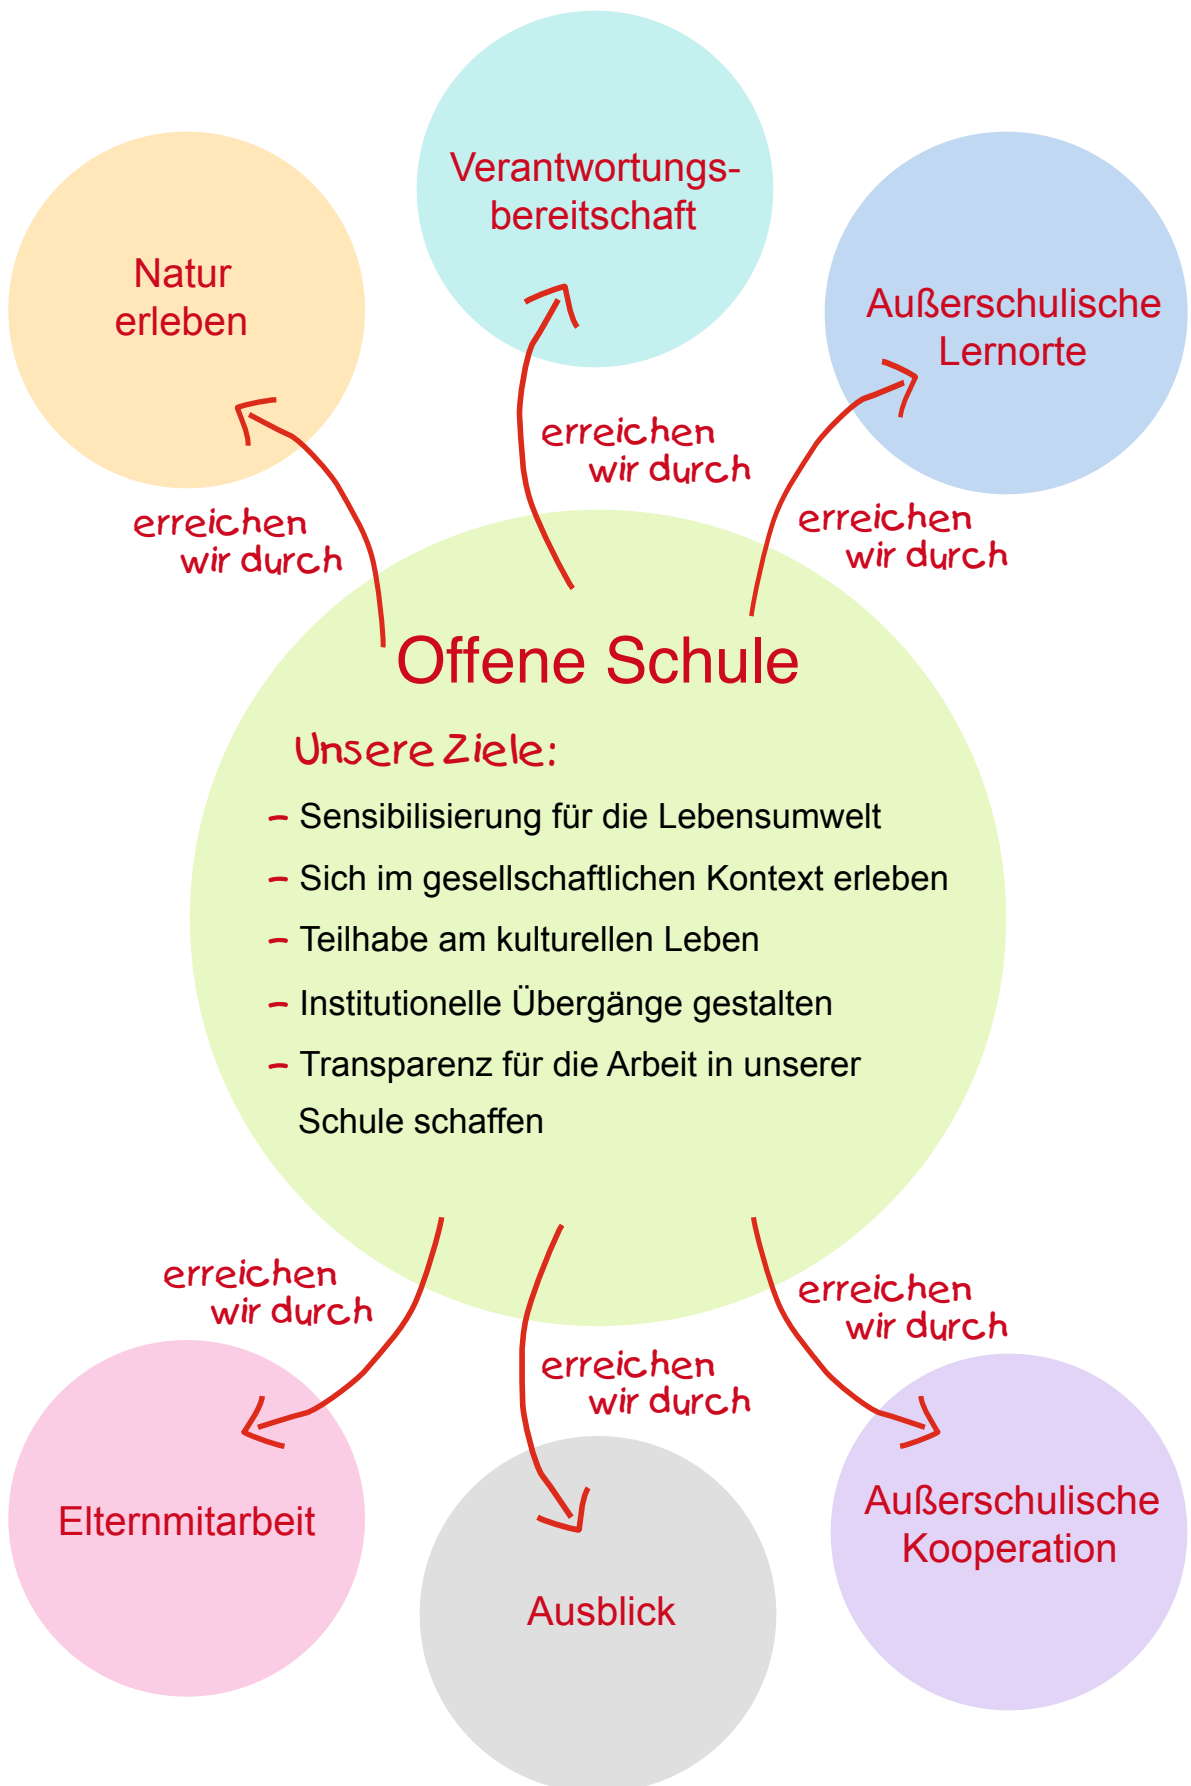 Verantwortungs-
bereitschaft
Natur
erleben
Außerschulische
Lernorte
erreichen
wir durch
erreichen
wir durch
erreichen
wir durch
Offene Schule
Unsere Ziele:
– Sensibilisierung für die Lebensumwelt
– Sich im gesellschaftlichen Kontext erleben
– Teilhabe am kulturellen Leben
– Institutionelle Übergänge gestalten
– Transparenz für die Arbeit in unserer
Schule schaffen
erreichen
wir durch
erreichen
wir durch
erreichen
wir durch
Elternmitarbeit
Ausblick
Außerschulische
Kooperation